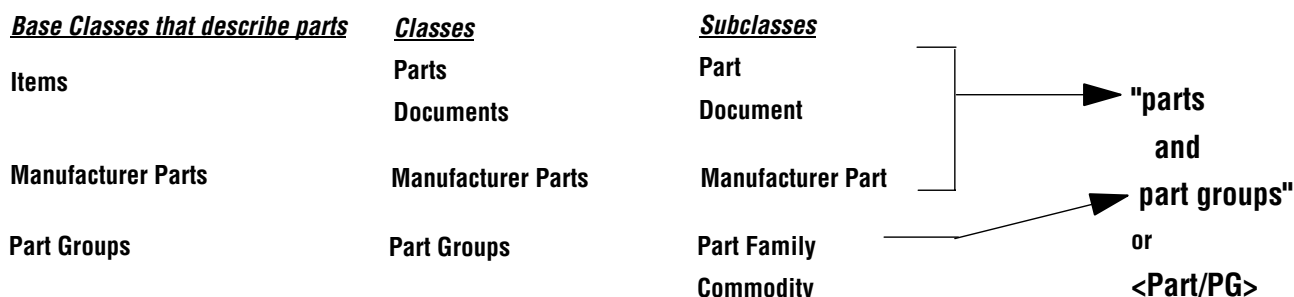 Base Classes that describe parts Classes Subclasses
Items Parts Part "parts
Documents Document and
Manufacturer Parts Manufacturer Parts Manufacturer Part part groups"
Part Groups Part Groups Part Family or
Commodity <Part/PG>